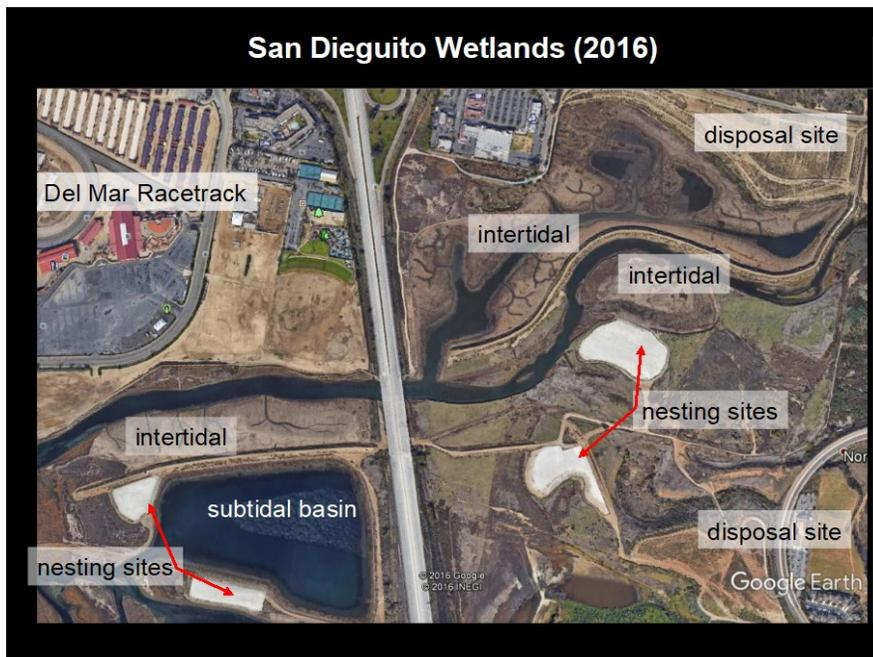 San Dieguito Wetlands (2016)
disposal site
Del Mar Racetrack
intertidal
intertidal
nesting sites
intertidal
Nor
subtidal basin
disposal site
nesting sites
© 2016 Google
© 2016 INEGI
Google Earth